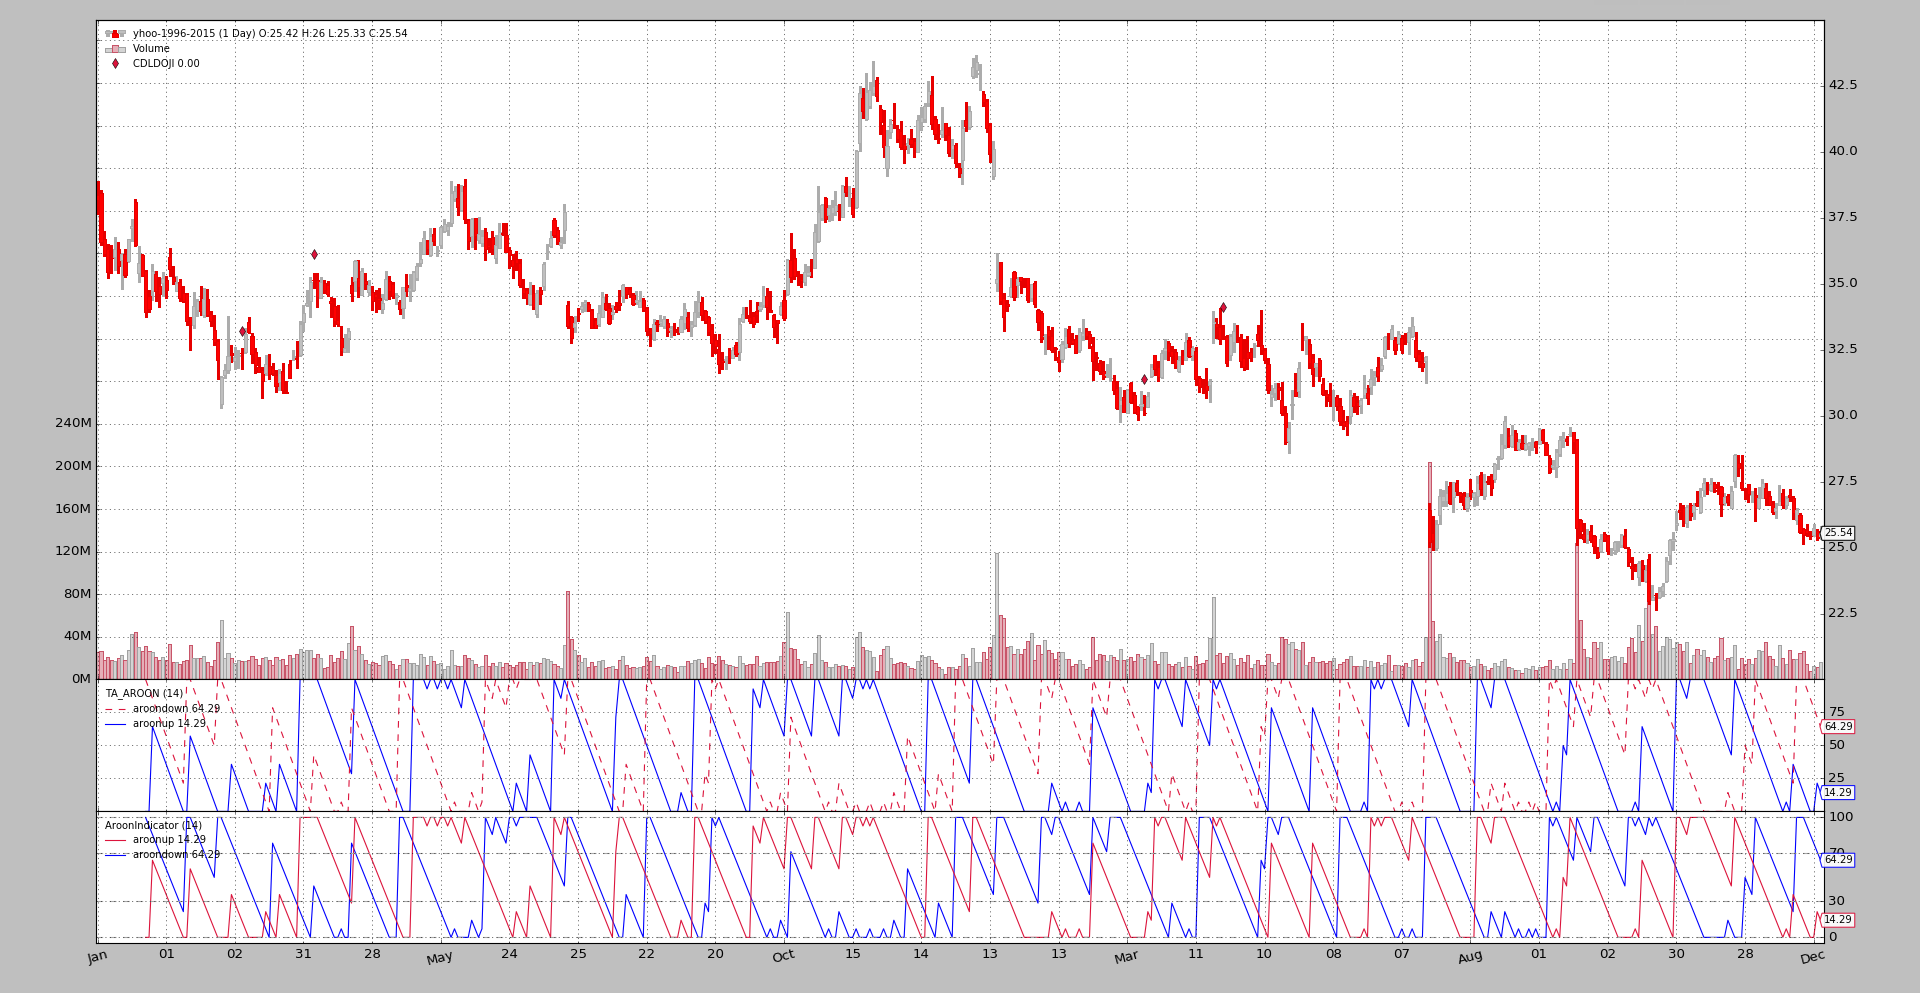 yhoo-1996-2015 (1 Day) O:25.42 H:26 L:25.33 C:25.54
Volume
CDLDOJI 0.00
42.5
40.0
37.5
35.0
32.5
30.0
27.5
25.54
25.0
22.5
240M
200M
160M
120M
80M
40M
0M
TA_AROON (14)
aroondown 64.29
aroonup 14.29
75
64.29
50
25
14.29
AroonIndicator (14)
aroonup 14.29
aroondown 64.29
100
70
64.29
30
14.29
0
Jan 01 02 31 28 May 24 25 22 20 Oct 15 14 13 13 Mar 11 10 08 07 Aug 01 02 30 28 Dec